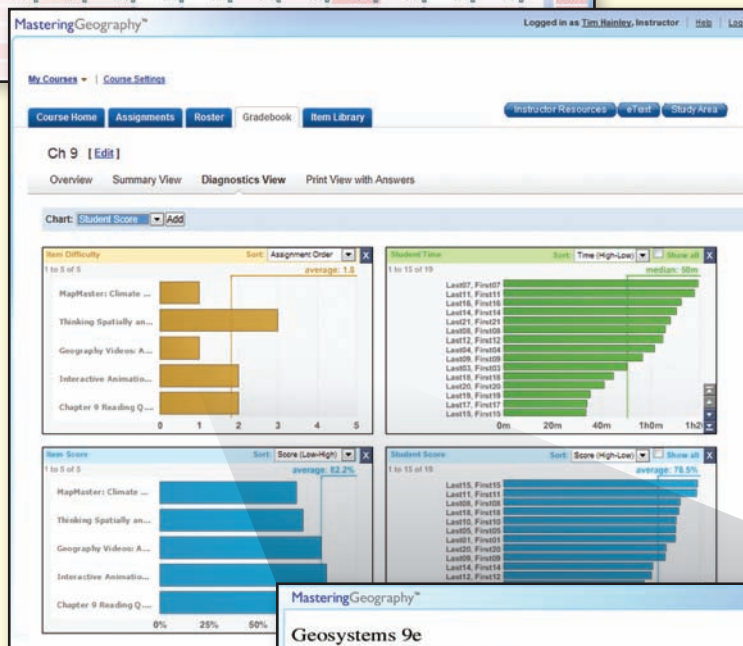 MasteringGeography™
Logged in as Tim Hainley, Instructor | Help |
My Courses | Course Settings
Course Home Assignments Roster Gradebook Item Library
Instructor Resources eText Study Area
Ch 9 [Edit]
Overview Summary View Diagnostics View Print View with Answers
Chart: Student Score Add
Item Difficulty Sort: Assignment Order X
1 to 5 of 5 average: 1.8
MapMaster: Climate ...
Thinking Spatially an...
Geography Videos: A...
Interactive Animatio...
Chapter 9 Reading Q...
0 1 2 3 4 5
Student Time Sort: Time (High-Low) Show all X
1 to 15 of 19 median: 50m
Last07, First07
Last11, First11
Last16, First16
Last14, First14
Last21, First21
Last08, First08
Last12, First12
Last04, First04
Last09, First09
Last03, First03
Last18, First18
Last20, First20
Last19, First19
Last17, First17
Last15, First15
0m 20m 40m 1h0m
Item Score Sort: Score (Low-High) X
1 to 5 of 5 average: 82.2%
MapMaster: Climate ...
Thinking Spatially an...
Geography Videos: A...
Interactive Animatio...
Chapter 9 Reading Q...
0% 25% 50%
Student Score Sort: Score (High-Low) Show all X
1 to 15 of 19 average: 78.5%
Last15, First15
Last11, First11
Last08, First08
Last18, First18
Last10, First10
Last05, First05
Last01, First01
Last20, First20
Last09, First09
Last14, First14
Last12, First12
MasteringGeography™
Geosystems 9e